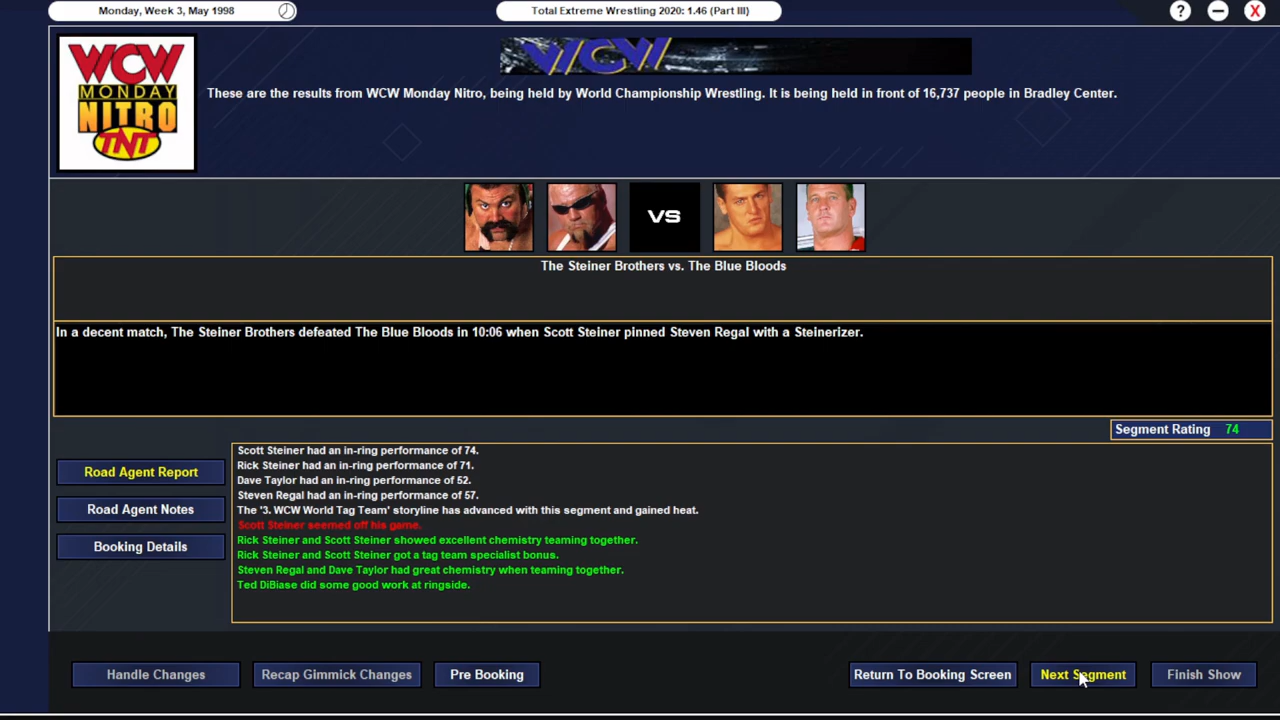 Monday, Week 3, May 1998
Total Extreme Wrestling 2020: 1.46 (Part III)
?
X
WCW
MONDAY
NITRO
TNT
WCW
These are the results from WCW Monday Nitro, being held by World Championship Wrestling. It is being held in front of 16,737 people in Bradley Center.
VS
The Steiner Brothers vs. The Blue Bloods
In a decent match, The Steiner Brothers defeated The Blue Bloods in 10:06 when Scott Steiner pinned Steven Regal with a Steinerizer.
Segment Rating 74
Road Agent Report
Road Agent Notes
Booking Details
Scott Steiner had an in-ring performance of 74.
Rick Steiner had an in-ring performance of 71.
Dave Taylor had an in-ring performance of 52.
Steven Regal had an in-ring performance of 57.
The '3. WCW World Tag Team' storyline has advanced with this segment and gained heat.
Scott Steiner seemed off his game.
Rick Steiner and Scott Steiner showed excellent chemistry teaming together.
Rick Steiner and Scott Steiner got a tag team specialist bonus.
Steven Regal and Dave Taylor had great chemistry when teaming together.
Ted DiBiase did some good work at ringside.
Handle Changes
Recap Gimmick Changes
Pre Booking
Return To Booking Screen
Next Segment
Finish Show